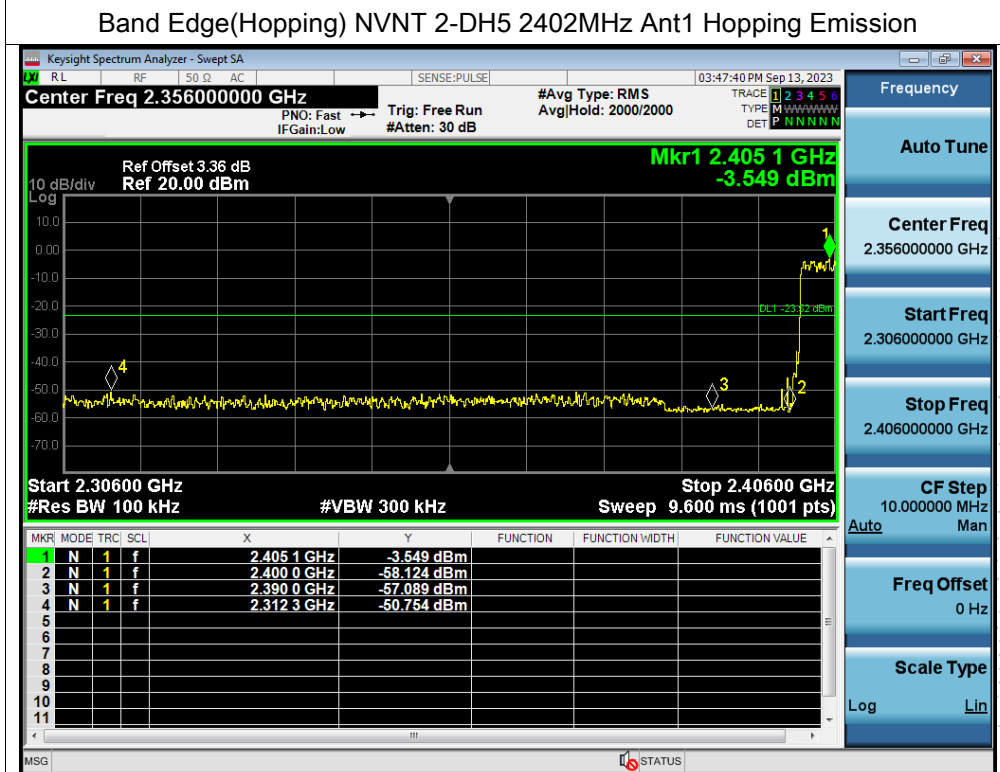 Band Edge(Hopping) NVNT 2-DH5 2402MHz Ant1 Hopping Emission
Keysight Spectrum Analyzer - Swept SA
LXI RL RF 50 Ω AC SENSE:PULSE 03:47:40 PM Sep 13, 2023
Center Freq 2.356000000 GHz #Avg Type: RMS TRACE 1 2 3 4 5 6
PNO: Fast Trig: Free Run Avg|Hold: 2000/2000 TYPE M WWWWW
IFGain:Low #Atten: 30 dB DET P N N N N N
Mkr1 2.405 1 GHz
Ref Offset 3.36 dB
10 dB/div Ref 20.00 dBm -3.549 dBm
Log
10.0
1
0.00
-10.0
-20.0
DL1 -23.52 dBm
-30.0
-40.0
4
3
2
-50.0
-60.0
-70.0
Start 2.30600 GHz Stop 2.40600 GHz
#Res BW 100 kHz #VBW 300 kHz Sweep 9.600 ms (1001 pts)
MKR MODE TRC SCL X Y FUNCTION FUNCTION WIDTH FUNCTION VALUE
1 N 1 f 2.405 1 GHz -3.549 dBm
2 N 1 f 2.400 0 GHz -58.124 dBm
3 N 1 f 2.390 0 GHz -57.089 dBm
4 N 1 f 2.312 3 GHz -50.754 dBm
5
6
7
8
9
10
11
MSG STATUS
Frequency
Auto Tune
Center Freq
2.356000000 GHz
Start Freq
2.306000000 GHz
Stop Freq
2.406000000 GHz
CF Step
10.000000 MHz
Auto Man
Freq Offset
0 Hz
Scale Type
Log Lin